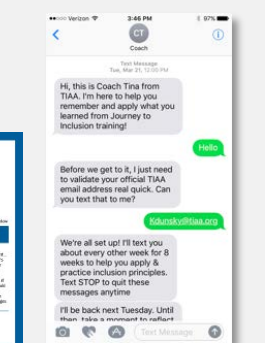 Verizon
3:46 PM
97%
CT
Coach
Text Message
Tue, Mar 21, 12:00 PM
Hi, this is Coach Tina from
TIAA. I'm here to help you
remember and apply what you
learned from Journey to
Inclusion training!
Hello
Before we get to it, I just need
to validate your official TIAA
email address real quick. Can
you text that to me?
Kdunsky@tiaa.org
We're all set up! I'll text you
about every other week for 8
weeks to help you apply &
practice inclusion principles.
Text STOP to quit these
messages anytime
I'll be back next Tuesday. Until
then, take a moment to reflect
Text Message